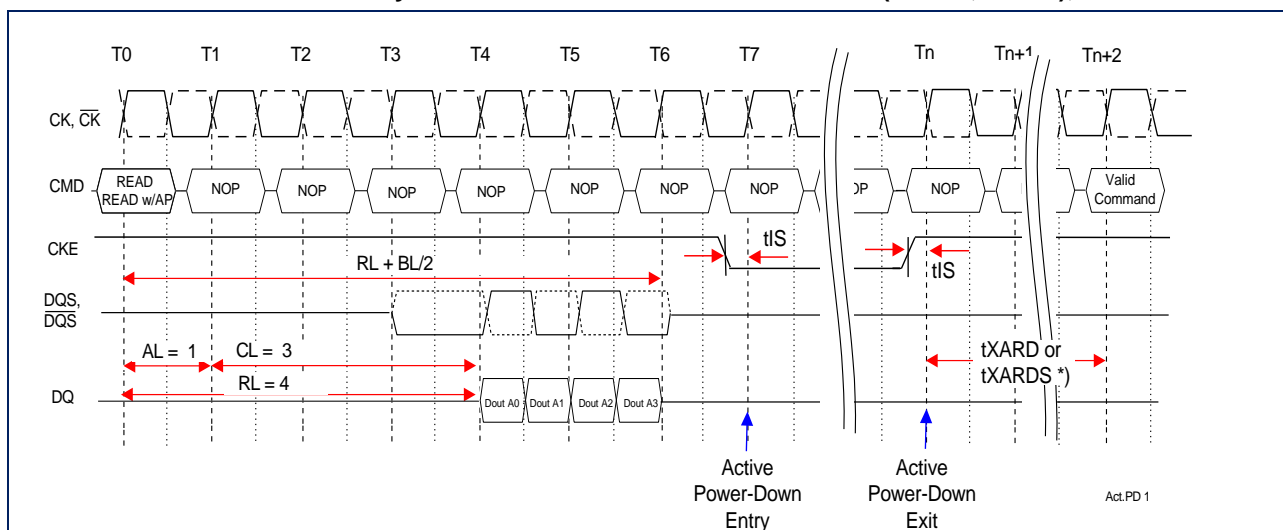 T0 T1 T2 T3 T4 T5 T6 T7 Tn Tn+1 Tn+2
CK, CK
CMD
READ
READ w/AP
NOP NOP NOP NOP NOP NOP NOP OP NOP
Valid
Command
CKE
tIS
tIS
RL + BL/2
DQS,
DQS
AL = 1 CL = 3
tXARD or
tXARDS *)
RL = 4
DQ
Dout A0 Dout A1 Dout A2 Dout A3
Active
Power-Down
Entry
Active
Power-Down
Exit
Act.PD 1